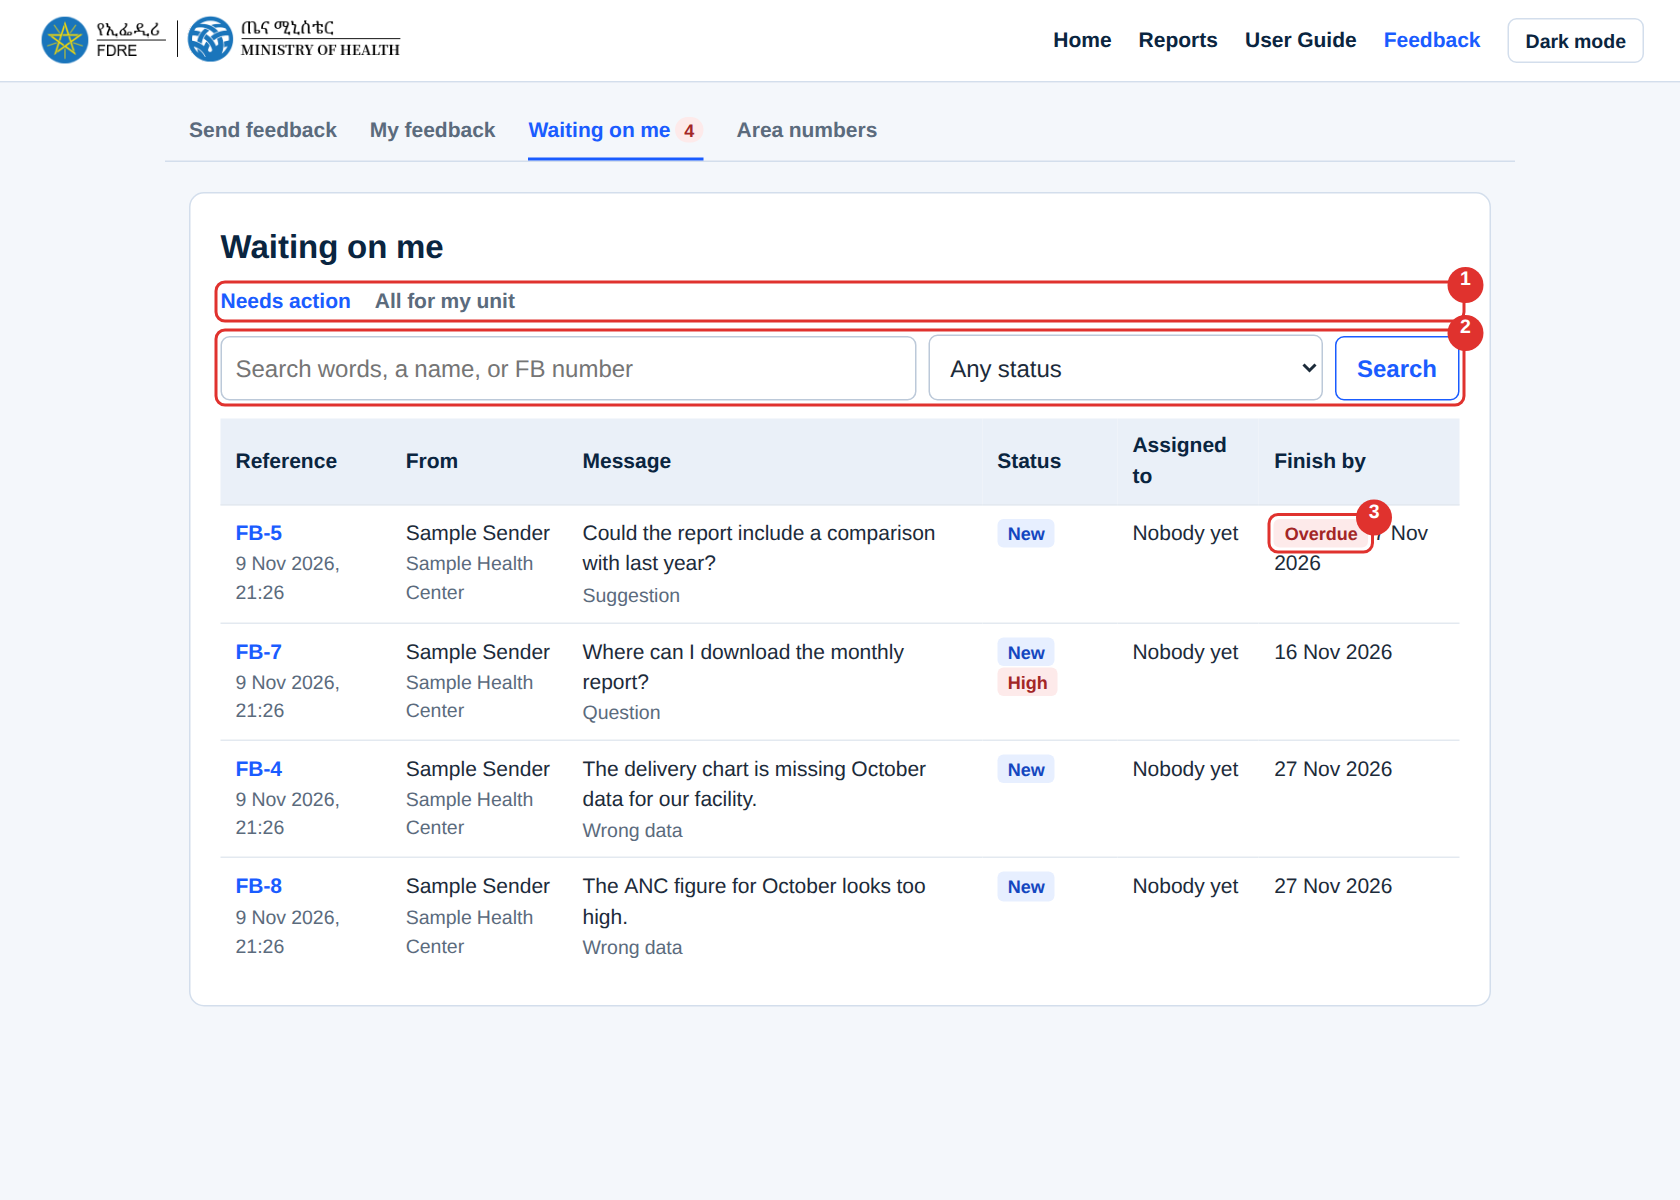 የኢፌዲሪ
FDRE
ጤና ሚኒስቴር
MINISTRY OF HEALTH
Home Reports User Guide Feedback Dark mode
Send feedback My feedback Waiting on me 4 Area numbers
Waiting on me
1
Needs action All for my unit
2
Search words, a name, or FB number Any status Search
Reference From Message Status Assigned to Finish by
3
FB-5 Sample Sender Could the report include a comparison New Nobody yet Overdue Nov
9 Nov 2026, Sample Health with last year? 2026
21:26 Center Suggestion
FB-7 Sample Sender Where can I download the monthly New Nobody yet 16 Nov 2026
9 Nov 2026, Sample Health report? High
21:26 Center Question
FB-4 Sample Sender The delivery chart is missing October New Nobody yet 27 Nov 2026
9 Nov 2026, Sample Health data for our facility.
21:26 Center Wrong data
FB-8 Sample Sender The ANC figure for October looks too New Nobody yet 27 Nov 2026
9 Nov 2026, Sample Health high.
21:26 Center Wrong data